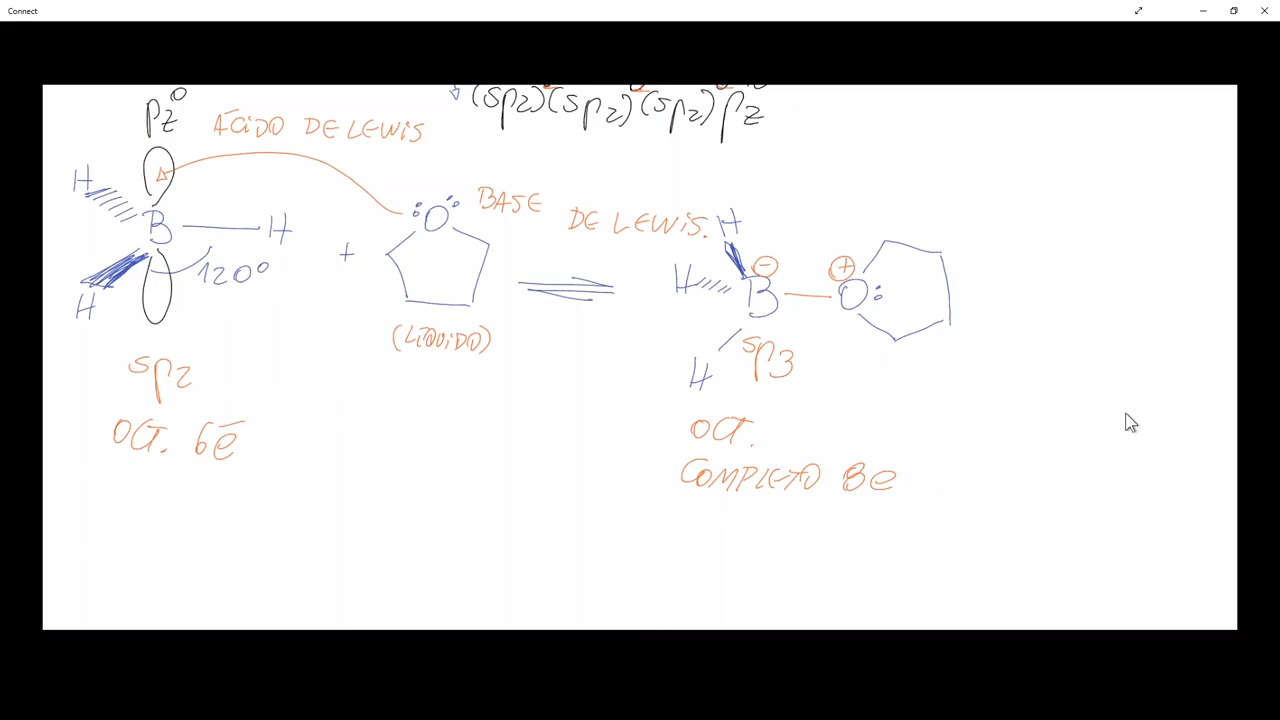 Connect
(sp2)(sp2)(sp2)pz
pz0
ÁCIDO DE LEWIS
H
B
H
120°
H
+
:O:
BASE
DE LEWIS.
(LÍQUIDO)
H
H
B
H
-
+
O:
sp2
sp3
OCT. 6e
OCT.
COMPLETO 8e